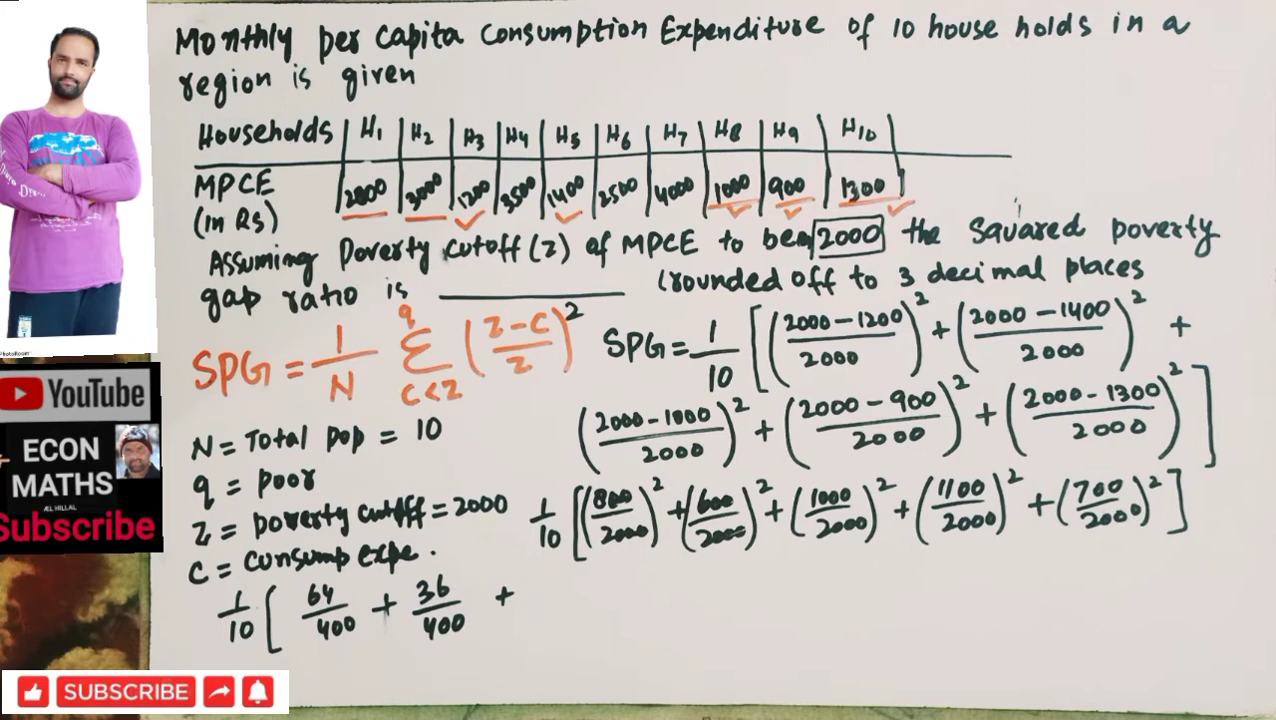 Monthly per capita consumption Expenditure of 10 house holds in a
region is given
Households H1 H2 H3 H4 H5 H6 H7 H8 H9 H10
MPCE 2800 3000 1200 3500 1400 2500 4000 1000 900 1300
(in Rs)
Assuming Poverty cutoff (z) of MPCE to be 2000 the squared poverty
gap ratio is ________ (rounded off to 3 decimal places
SPG = 1/N q∑c<z (z-c/z)²
SPG = 1/10 [(2000-1200/2000)² + (2000-1400/2000)² +
(2000-1000/2000)² + (2000-900/2000)² + (2000-1300/2000)²]
N = Total pop = 10
q = poor
z = poverty cutoff = 2000
c = consump expe.
1/10 [(800/2000)² + (600/2000)² + (1000/2000)² + (1100/2000)² + (700/2000)²]
1/10 [64/400 + 36/400 +
PhotoRoom
YouTube
ECON
MATHS
ÆL HILLAL
Subscribe
SUBSCRIBE